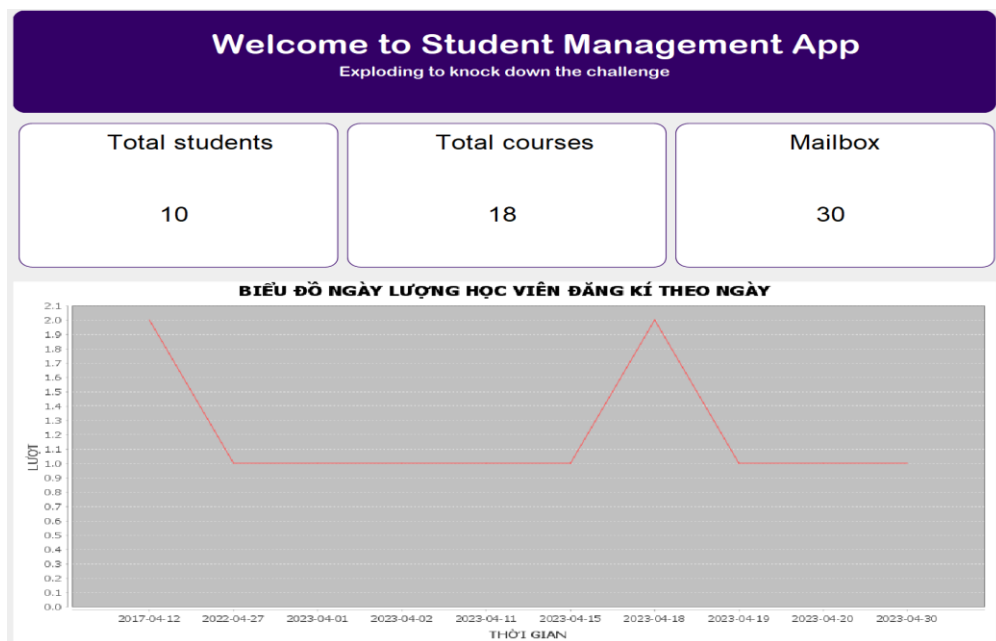 Welcome to Student Management App
Exploding to knock down the challenge
Total students
Total courses
Mailbox
10
18
30
BIỂU ĐỒ NGÀY LƯỢNG HỌC VIÊN ĐĂNG KÍ THEO NGÀY
2.1
2.0
1.9
1.8
1.7
1.6
1.5
1.4
1.3
1.2
1.1
1.0
0.9
0.8
0.7
0.6
0.5
0.4
0.3
0.2
0.1
0.0
LƯỢT
2017-04-12 2022-04-27 2023-04-01 2023-04-02 2023-04-11 2023-04-15 2023-04-18 2023-04-19 2023-04-20 2023-04-30
THỜI GIAN